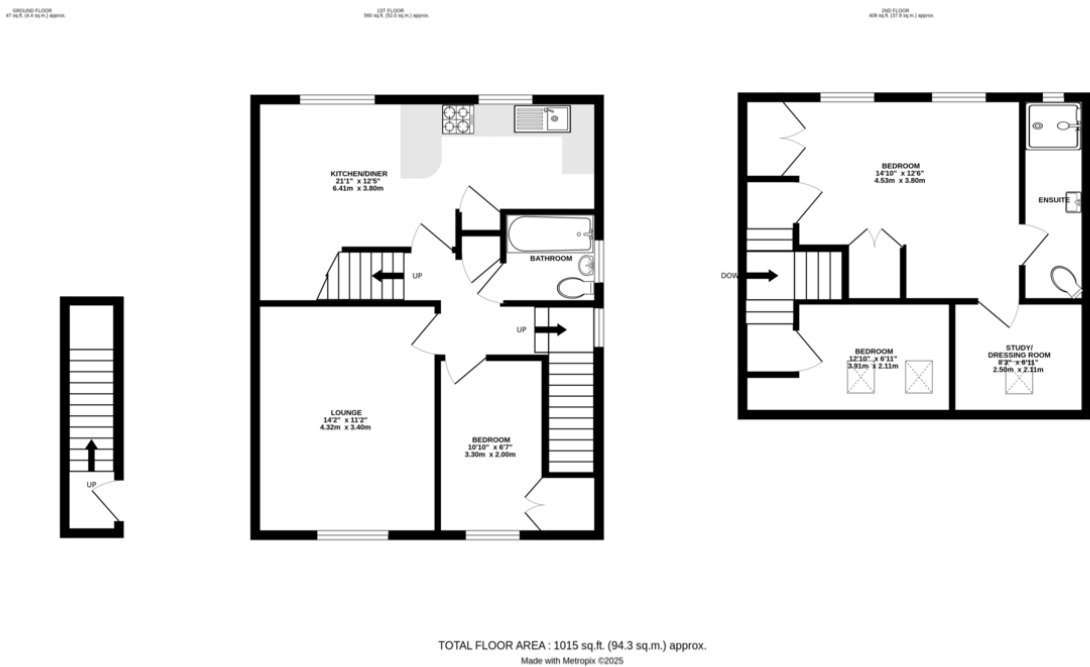 GROUND FLOOR
47 sq.ft. (4.4 sq.m.) approx.
1ST FLOOR
560 sq.ft. (52.0 sq.m.) approx.
2ND FLOOR
408 sq.ft. (37.9 sq.m.) approx.
UP
KITCHEN/DINER
21'1" x 12'5"
6.41m x 3.80m
BATHROOM
UP
UP
LOUNGE
14'2" x 11'2"
4.32m x 3.40m
BEDROOM
10'10" x 6'7"
3.30m x 2.00m
BEDROOM
14'10" x 12'6"
4.53m x 3.80m
ENSUITE
DOW
BEDROOM
12'10" x 6'11"
3.91m x 2.11m
STUDY/
DRESSING ROOM
8'2" x 6'11"
2.50m x 2.11m
TOTAL FLOOR AREA : 1015 sq.ft. (94.3 sq.m.) approx.
Made with Metropix ©2025